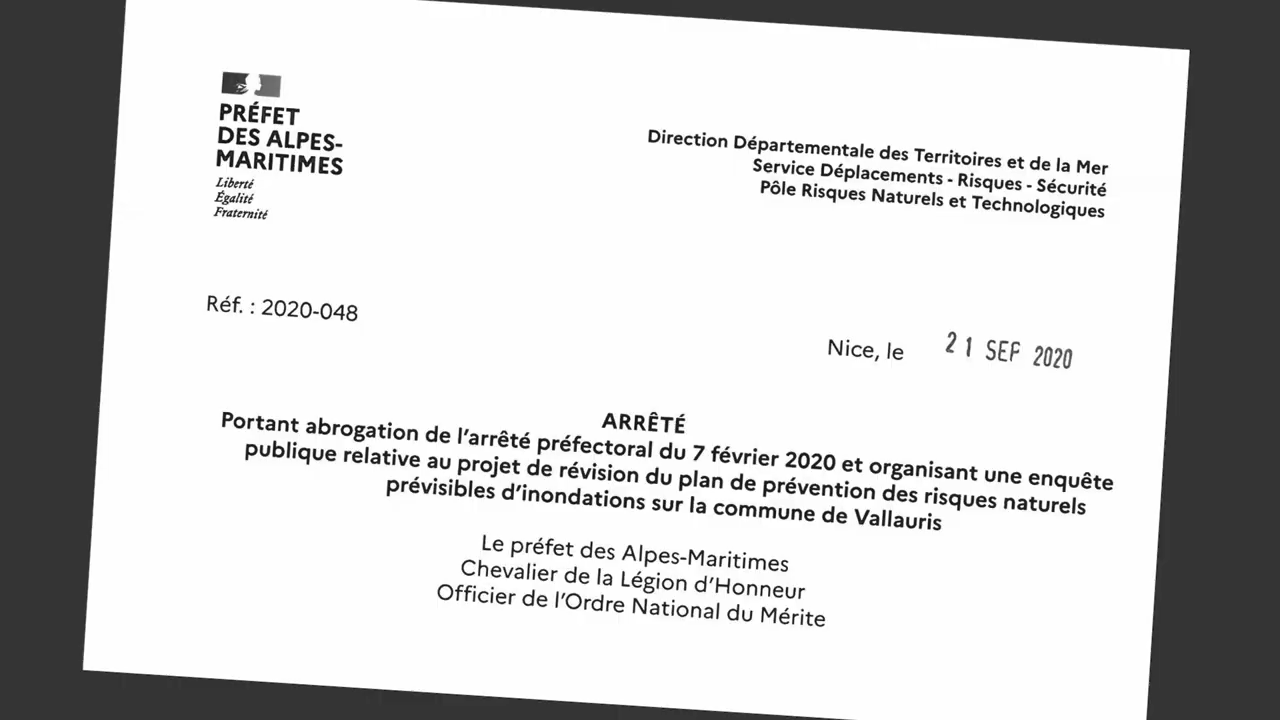 PRÉFET
DES ALPES-
MARITIMES
Liberté
Égalité
Fraternité
Direction Départementale des Territoires et de la Mer
Service Déplacements - Risques - Sécurité
Pôle Risques Naturels et Technologiques
Réf. : 2020-048
Nice, le 21 SEP 2020
ARRÊTÉ
Portant abrogation de l'arrêté préfectoral du 7 février 2020 et organisant une enquête
publique relative au projet de révision du plan de prévention des risques naturels
prévisibles d'inondations sur la commune de Vallauris
Le préfet des Alpes-Maritimes
Chevalier de la Légion d'Honneur
Officier de l'Ordre National du Mérite